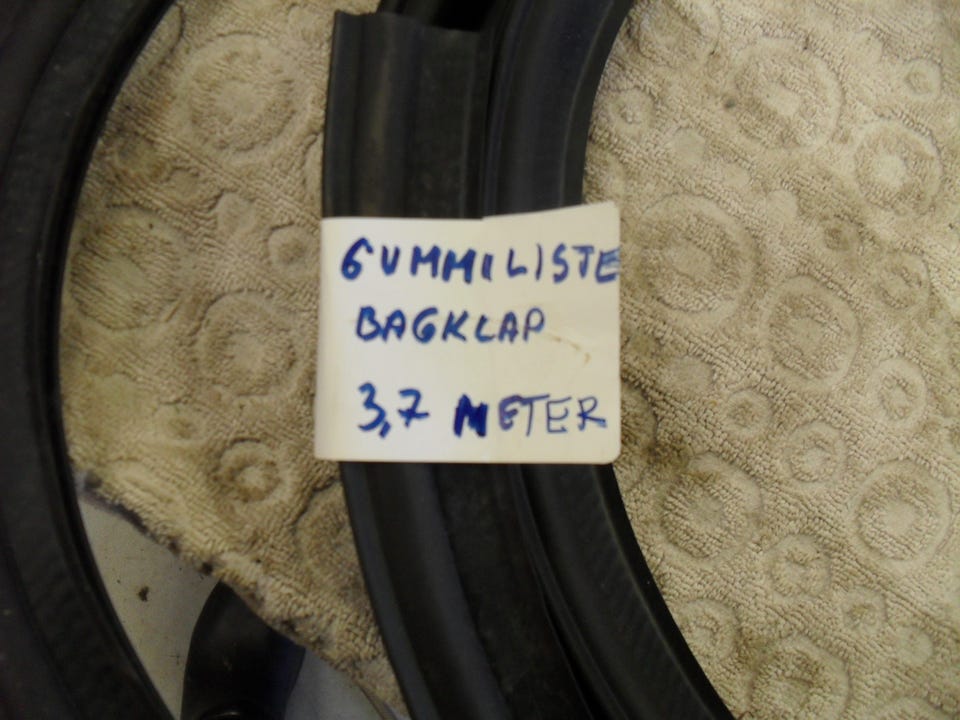 GUMMILISTE
BAGKLAP
3,7 METER